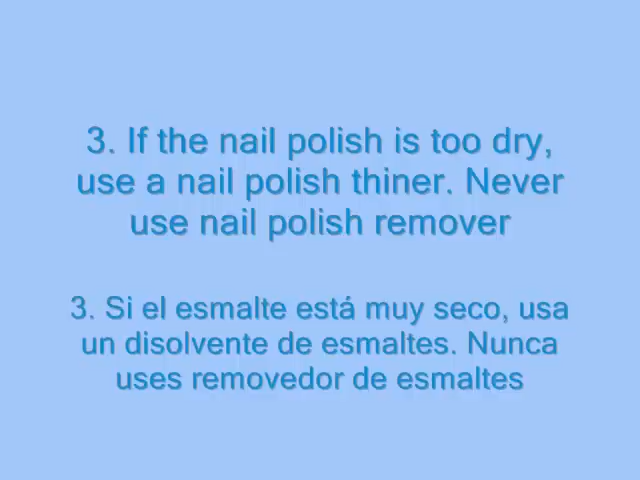 3. If the nail polish is too dry,
use a nail polish thiner. Never
use nail polish remover
3. Si el esmalte está muy seco, usa
un disolvente de esmaltes. Nunca
uses removedor de esmaltes